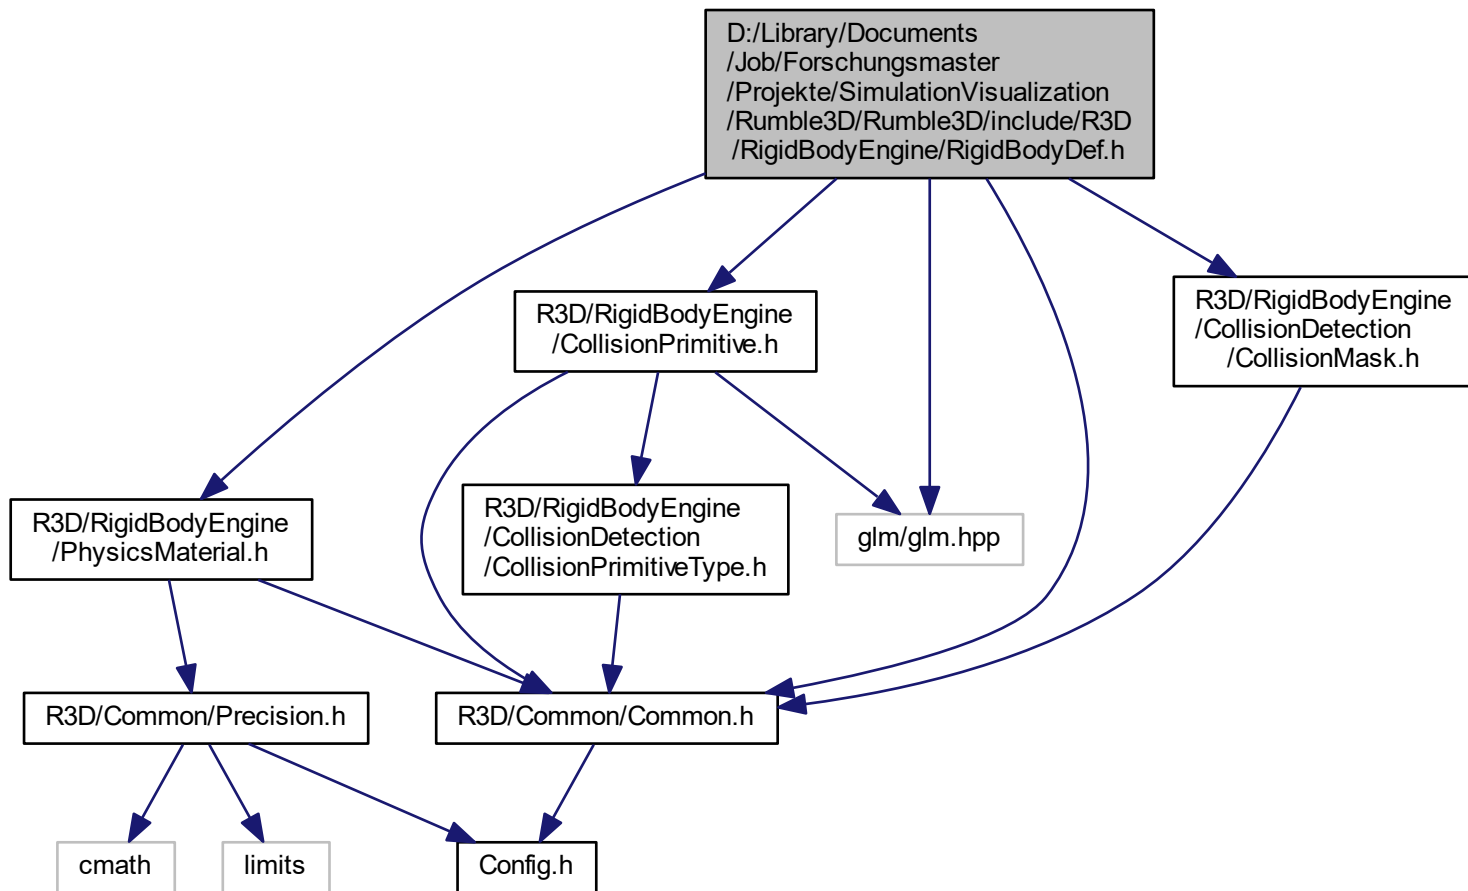 D:/Library/Documents
/Job/Forschungsmaster
/Projekte/SimulationVisualization
/Rumble3D/Rumble3D/include/R3D
/RigidBodyEngine/RigidBodyDef.h
R3D/RigidBodyEngine
/CollisionPrimitive.h
R3D/RigidBodyEngine
/CollisionDetection
/CollisionMask.h
R3D/RigidBodyEngine
/PhysicsMaterial.h
R3D/RigidBodyEngine
/CollisionDetection
/CollisionPrimitiveType.h
glm/glm.hpp
R3D/Common/Precision.h
R3D/Common/Common.h
cmath
limits
Config.h